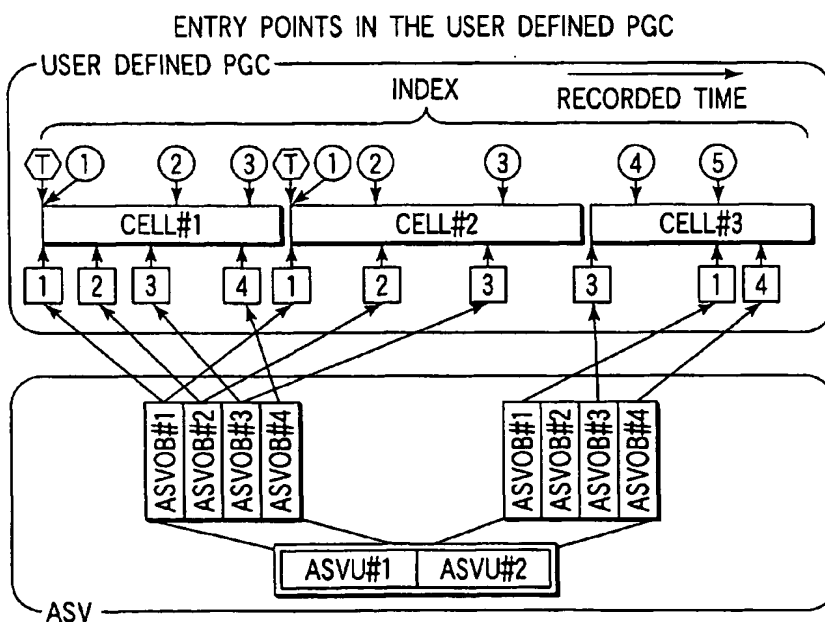 ENTRY POINTS IN THE USER DEFINED PGC
USER DEFINED PGC
INDEX
RECORDED TIME
T 1 2 3 T 1 2 3 4 5
CELL#1 CELL#2 CELL#3
1 2 3 4 1 2 3 3 1 4
ASVOB#1
ASVOB#2
ASVOB#3
ASVOB#4
ASVOB#1
ASVOB#2
ASVOB#3
ASVOB#4
ASVU#1 ASVU#2
ASV